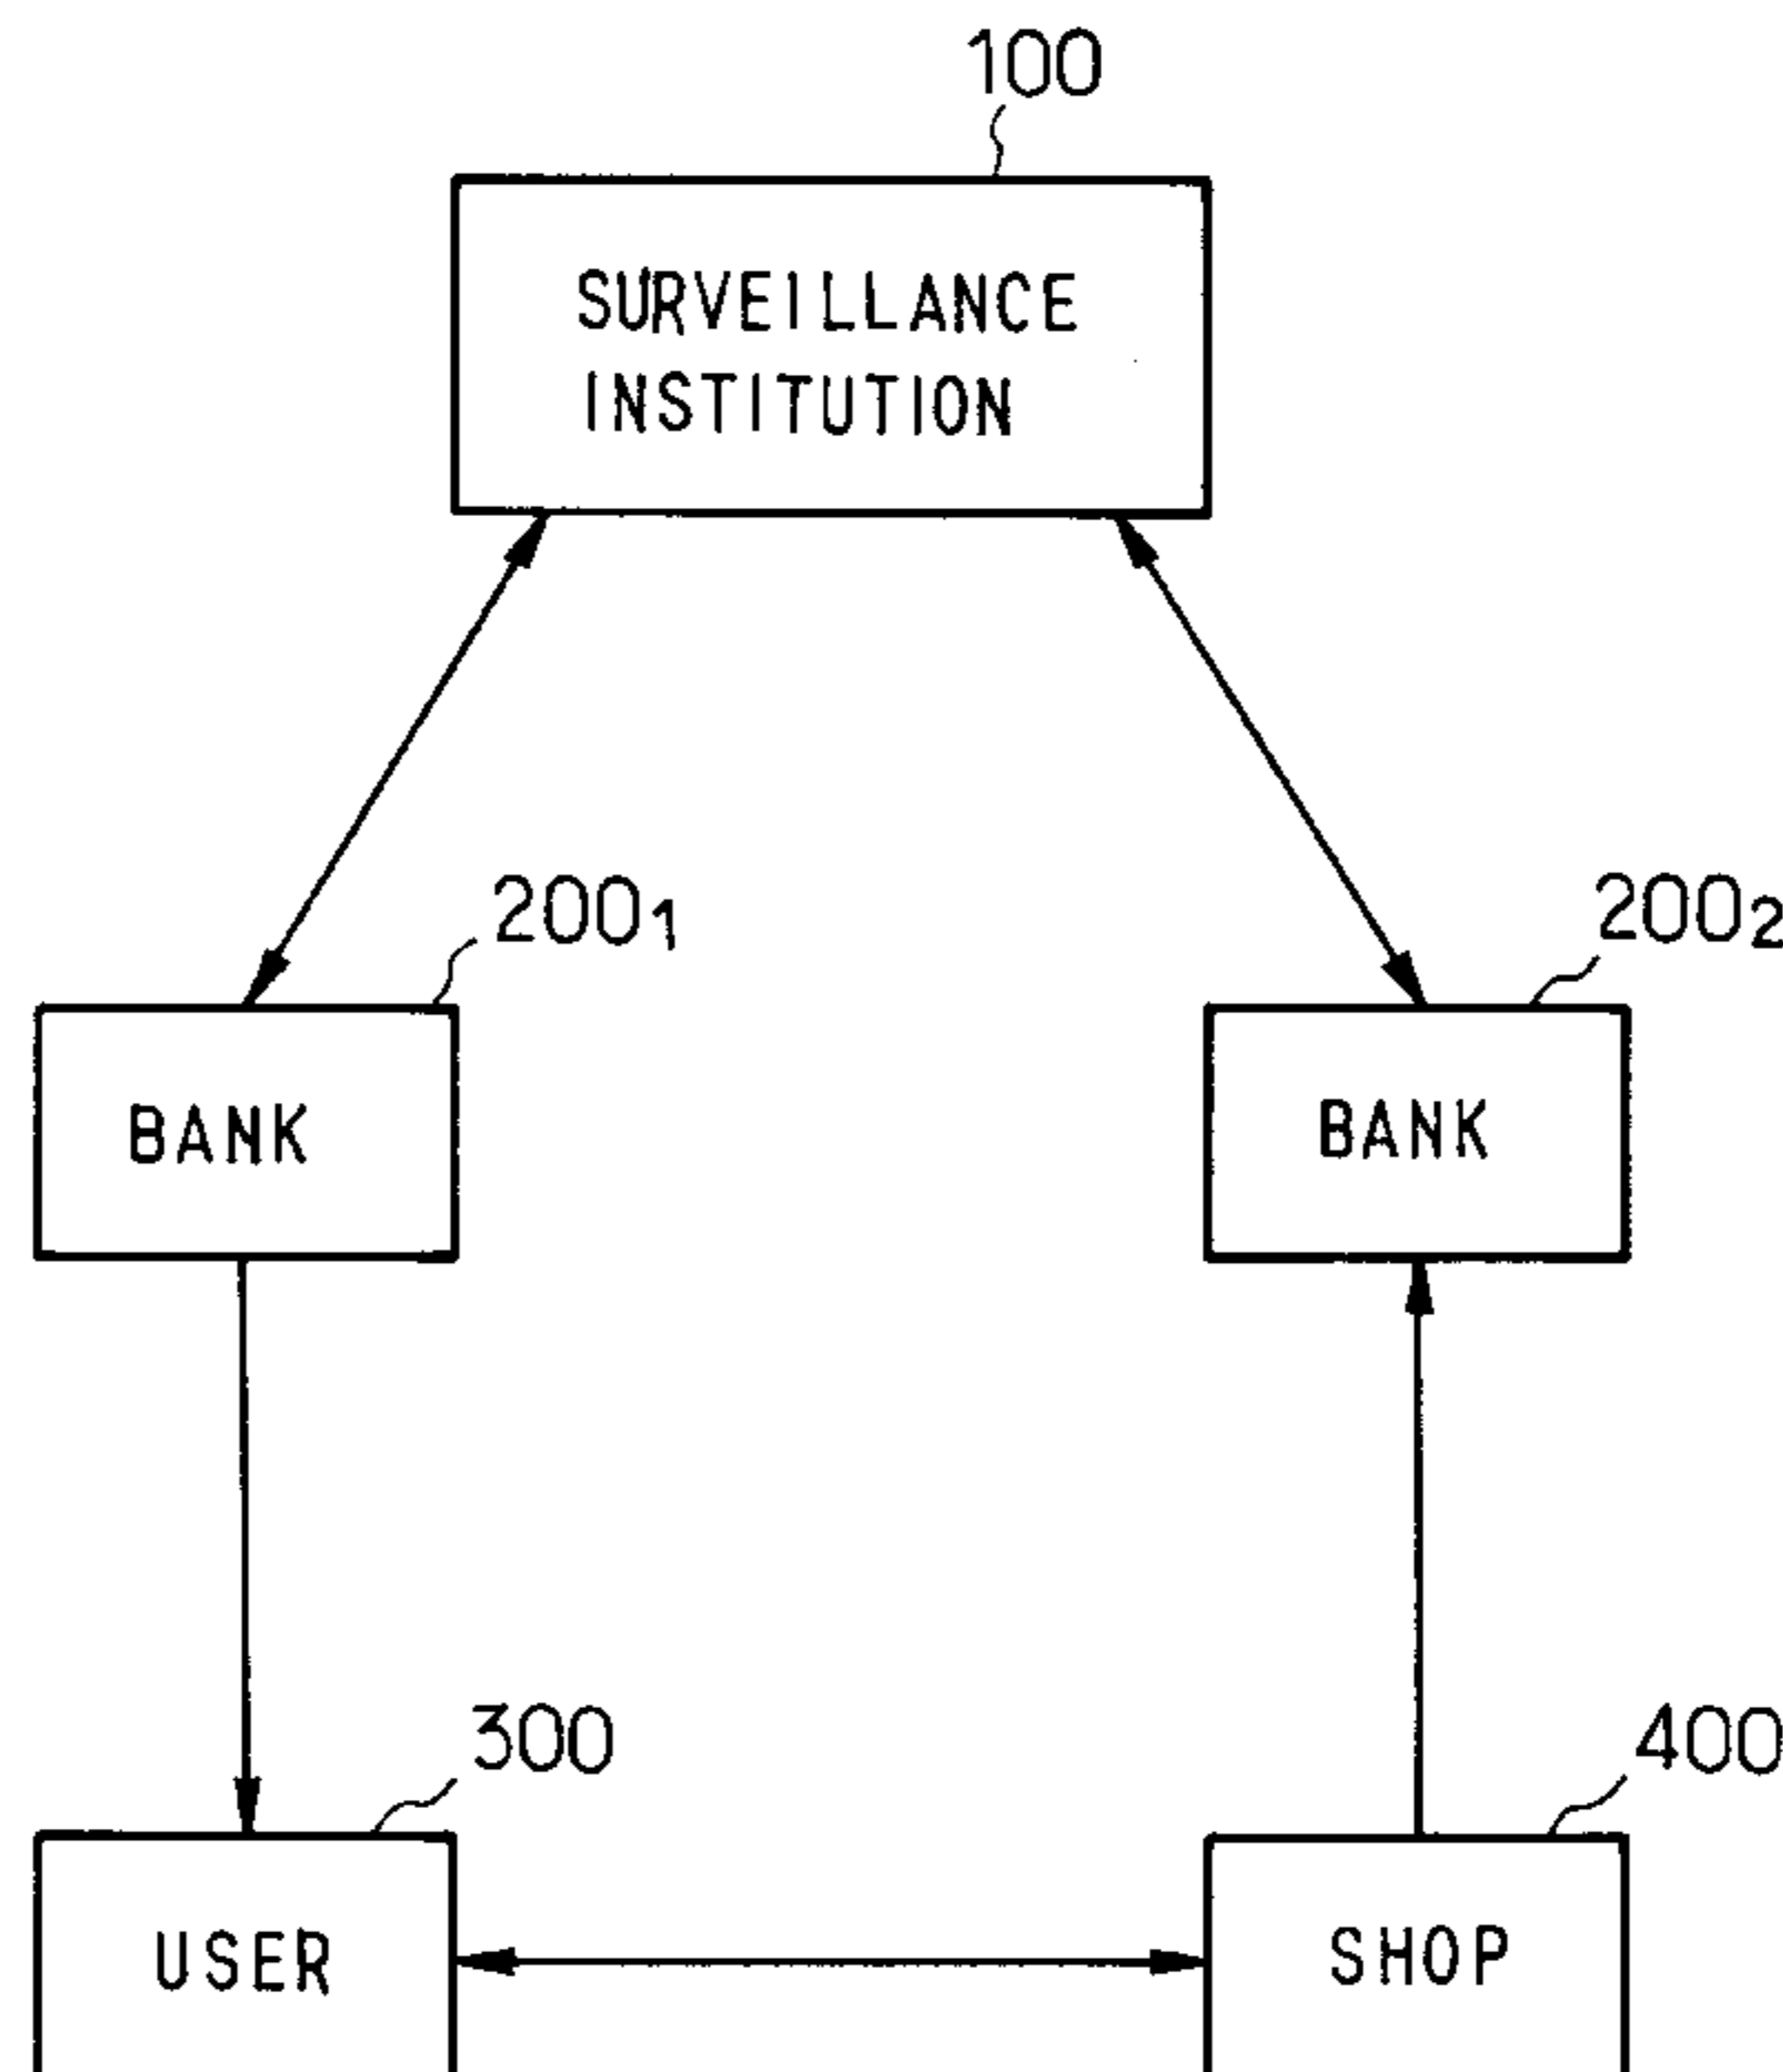 100
SURVEILLANCE
INSTITUTION
200₁
200₂
BANK
BANK
300
400
USER
SHOP